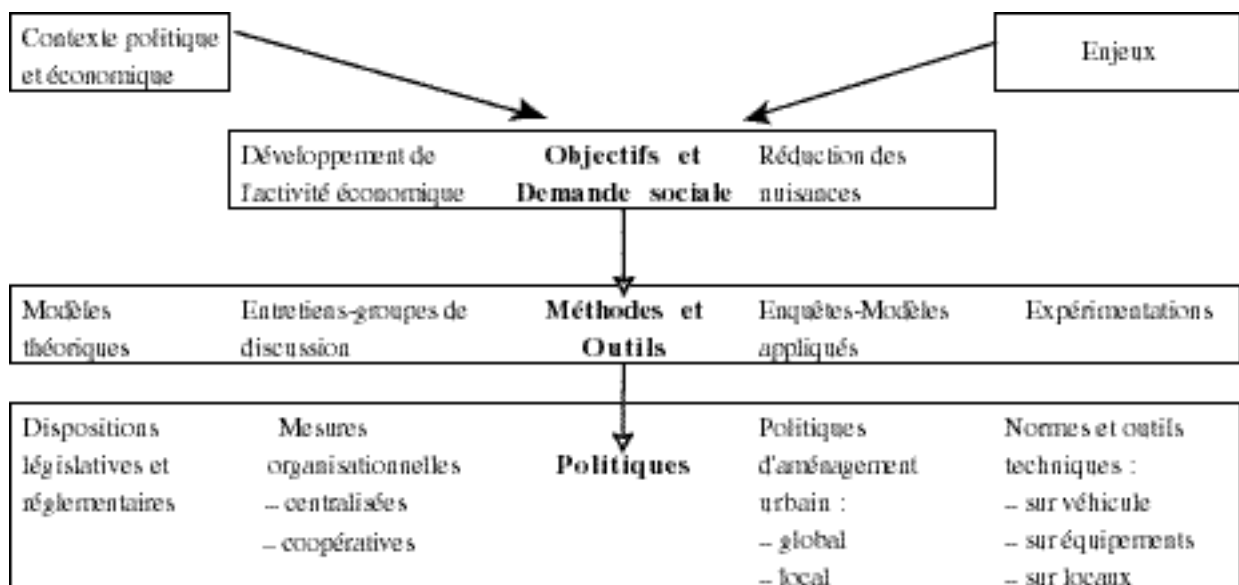 Contexte politique
et économique
Enjeux
Développement de
l'activité économique
Objectifs et
Demande sociale
Réduction des
nuisances
Modèles
théoriques
Entretiens-groupes de
discussion
Méthodes et
Outils
Enquêtes-Modèles
appliqués
Expérimentations
Dispositions
législatives et
réglementaires
Mesures
organisationnelles
– centralisées
– coopératives
Politiques
Politiques
d'aménagement
urbain :
– global
– local
Normes et outils
techniques :
– sur véhicule
– sur équipements
– sur locaux